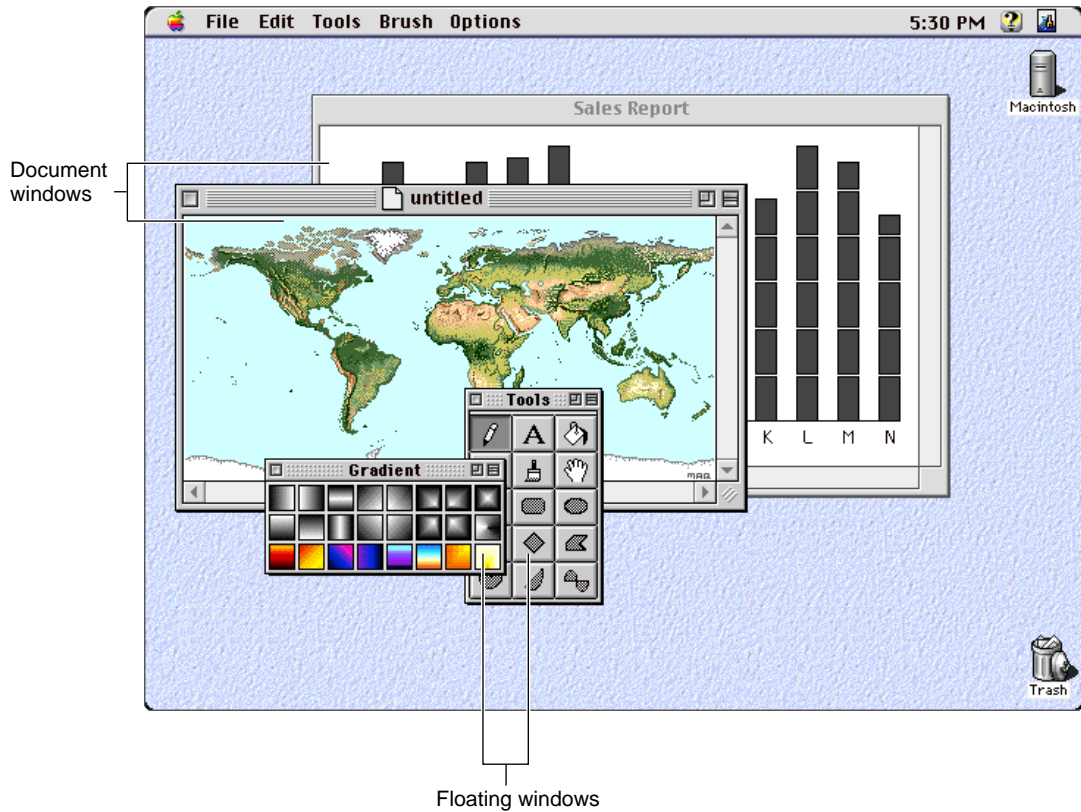 File Edit Tools Brush Options 5:30 PM
Macintosh
Sales Report
Document
windows
untitled
Tools
A
K L M N
Gradient
Trash
Floating windows